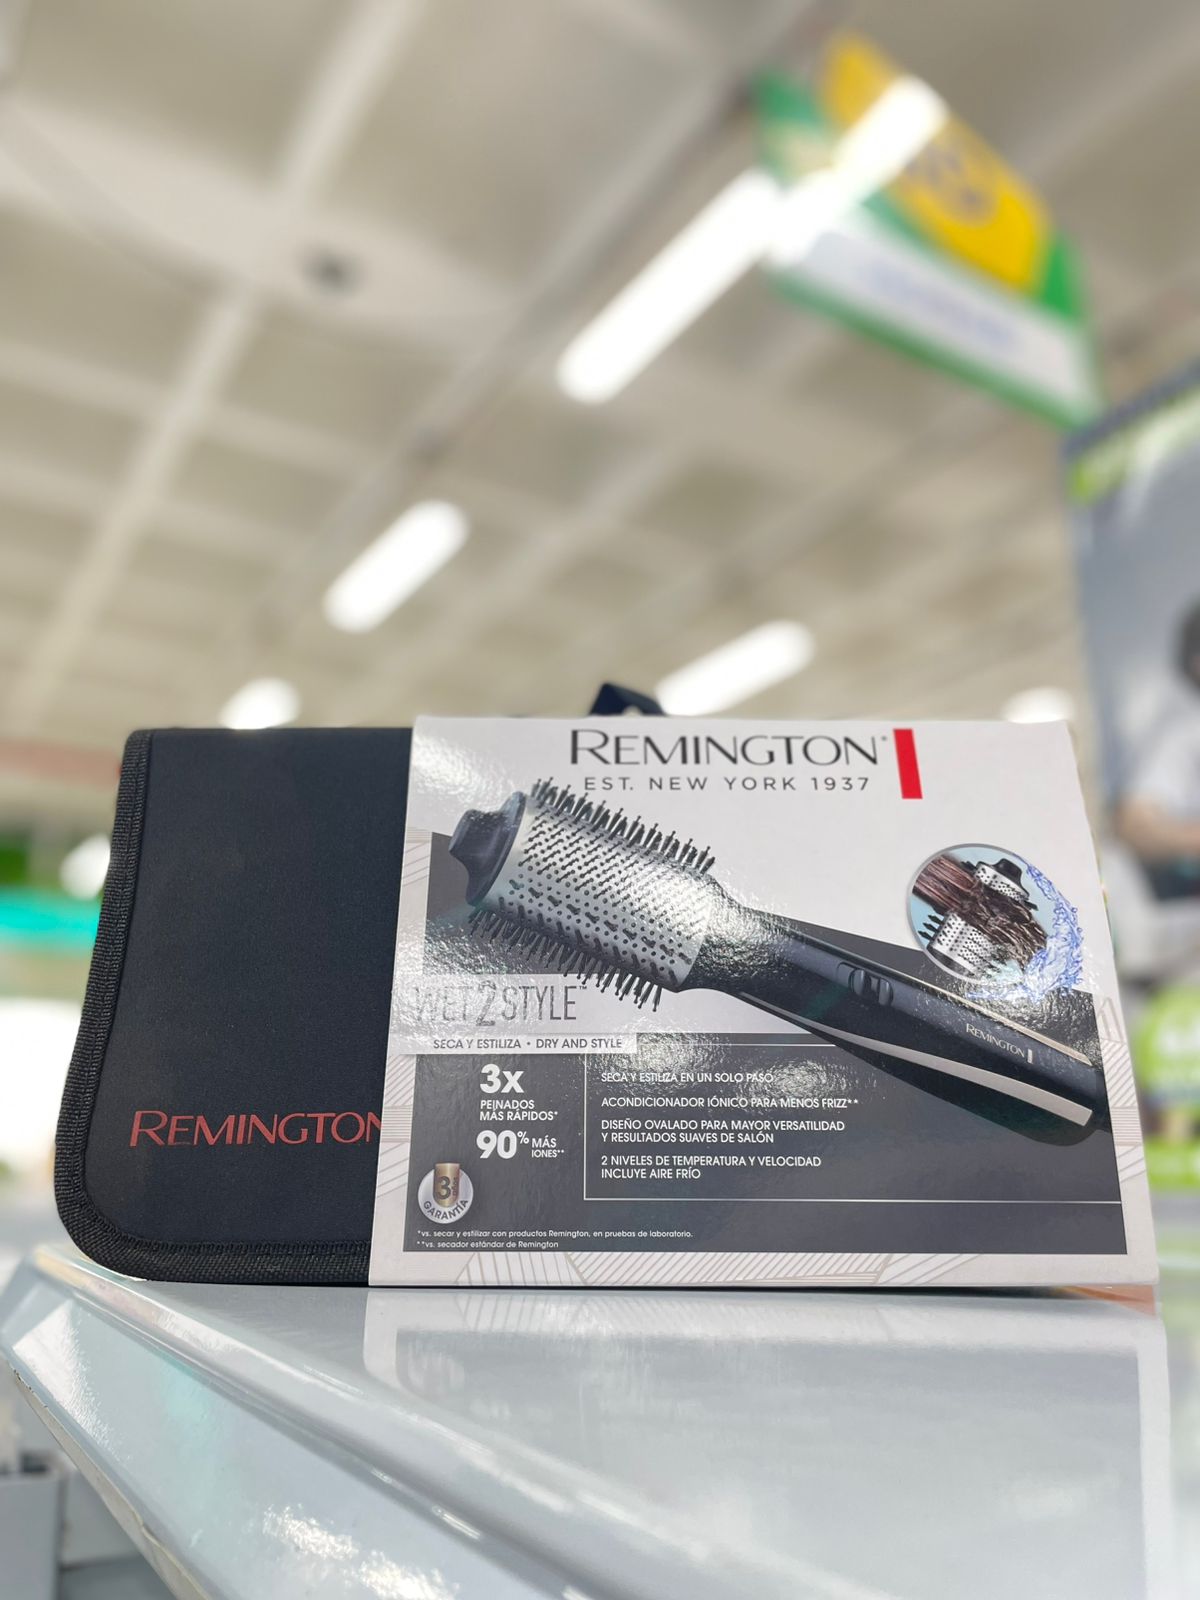 REMINGTON
EST. NEW YORK 1937
REMINGTON
WET2STYLE™
SECA Y ESTILIZA • DRY AND STYLE
3x
PEINADOS
MÁS RÁPIDOS*
90% MÁS
IONES**
3
GARANTÍA
SECA Y ESTILIZA EN UN SOLO PASO
ACONDICIONADOR IÓNICO PARA MENOS FRIZZ**
DISEÑO OVALADO PARA MAYOR VERSATILIDAD
Y RESULTADOS SUAVES DE SALÓN
2 NIVELES DE TEMPERATURA Y VELOCIDAD
INCLUYE AIRE FRÍO
*vs. secar y estilizar con productos Remington, en pruebas de laboratorio.
**vs. secador estándar de Remington
REMINGTON